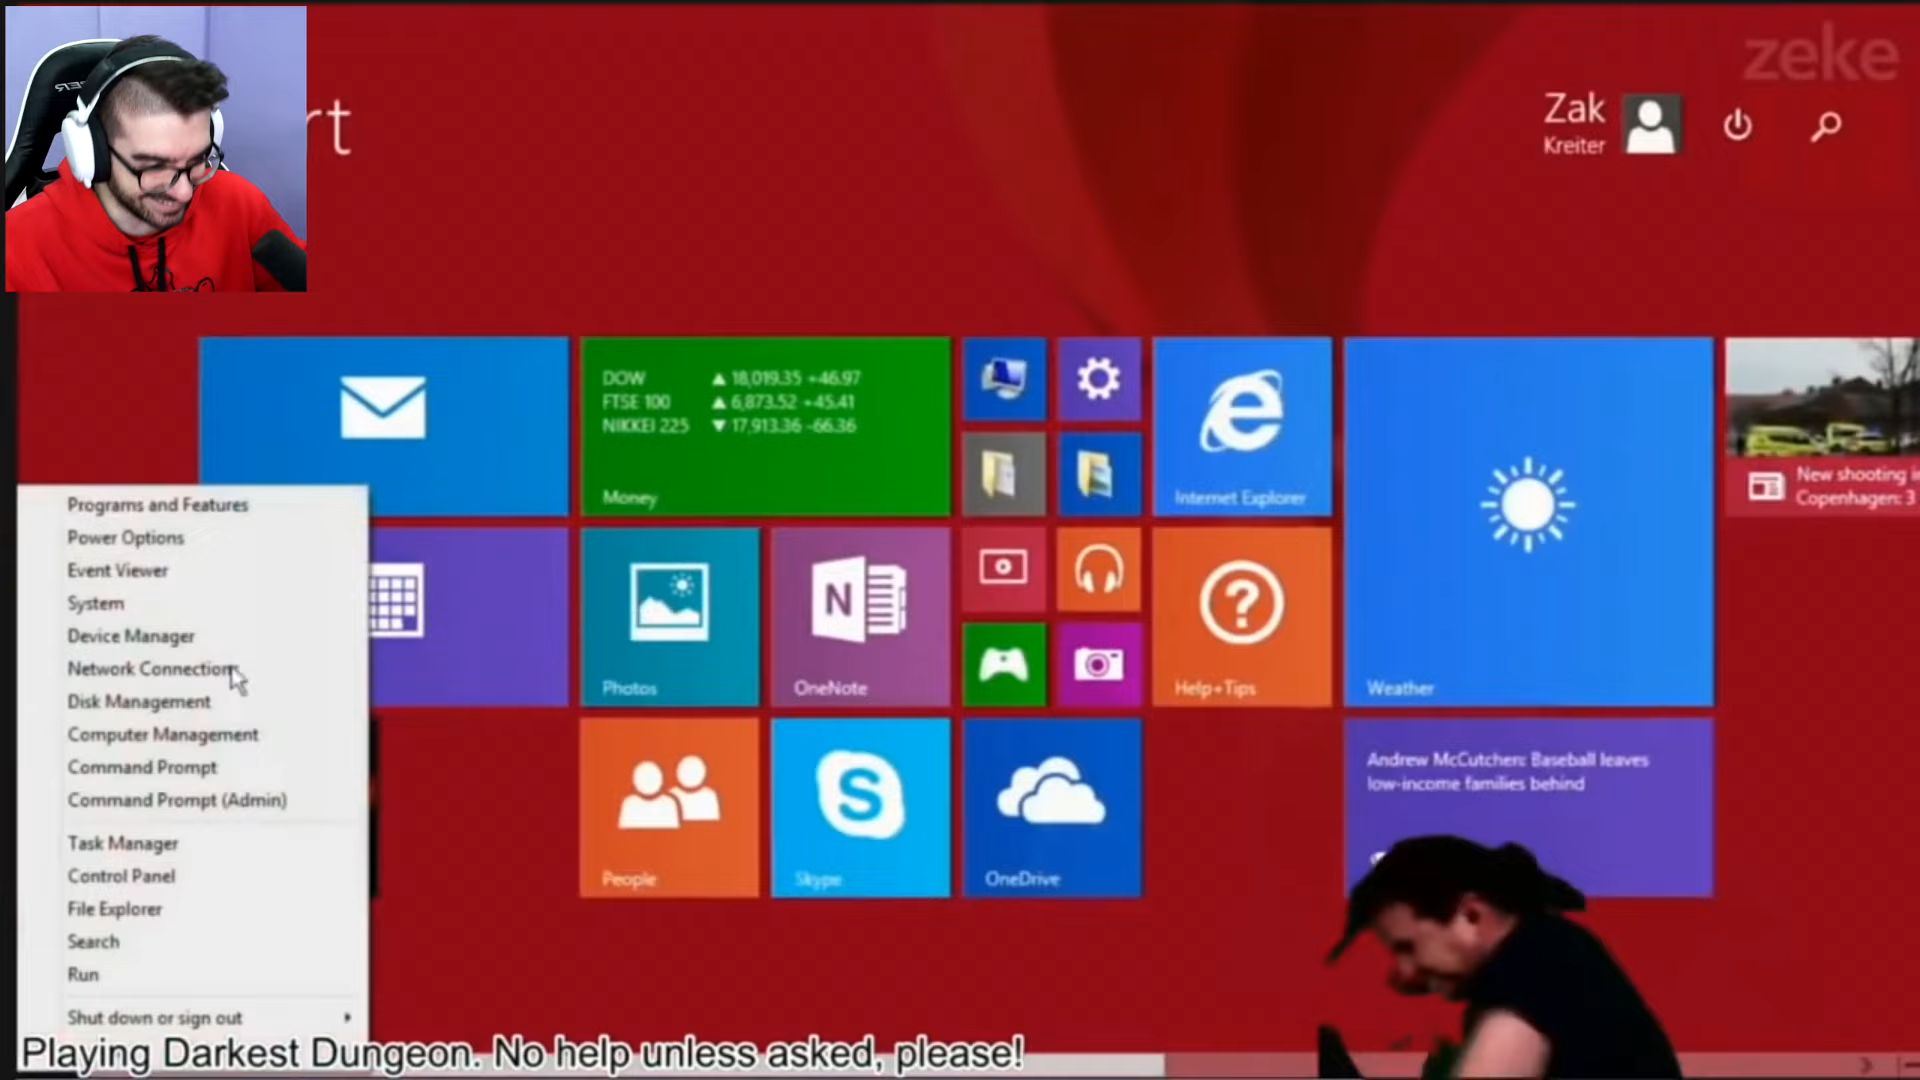 zeke
rt
Zak
Kreiter
DOW ▲ 18,019.35 +46.97
FTSE 100 ▲ 6,873.52 +45.41
NIKKEI 225 ▼ 17,913.36 -66.36
Money
Internet Explorer
New shooting in
Copenhagen: 3
Photos
OneNote
N
Help+Tips
Weather
People
Skype
OneDrive
Andrew McCutchen: Baseball leaves
low-income families behind
Programs and Features
Power Options
Event Viewer
System
Device Manager
Network Connections
Disk Management
Computer Management
Command Prompt
Command Prompt (Admin)
Task Manager
Control Panel
File Explorer
Search
Run
Shut down or sign out
Playing Darkest Dungeon. No help unless asked, please!